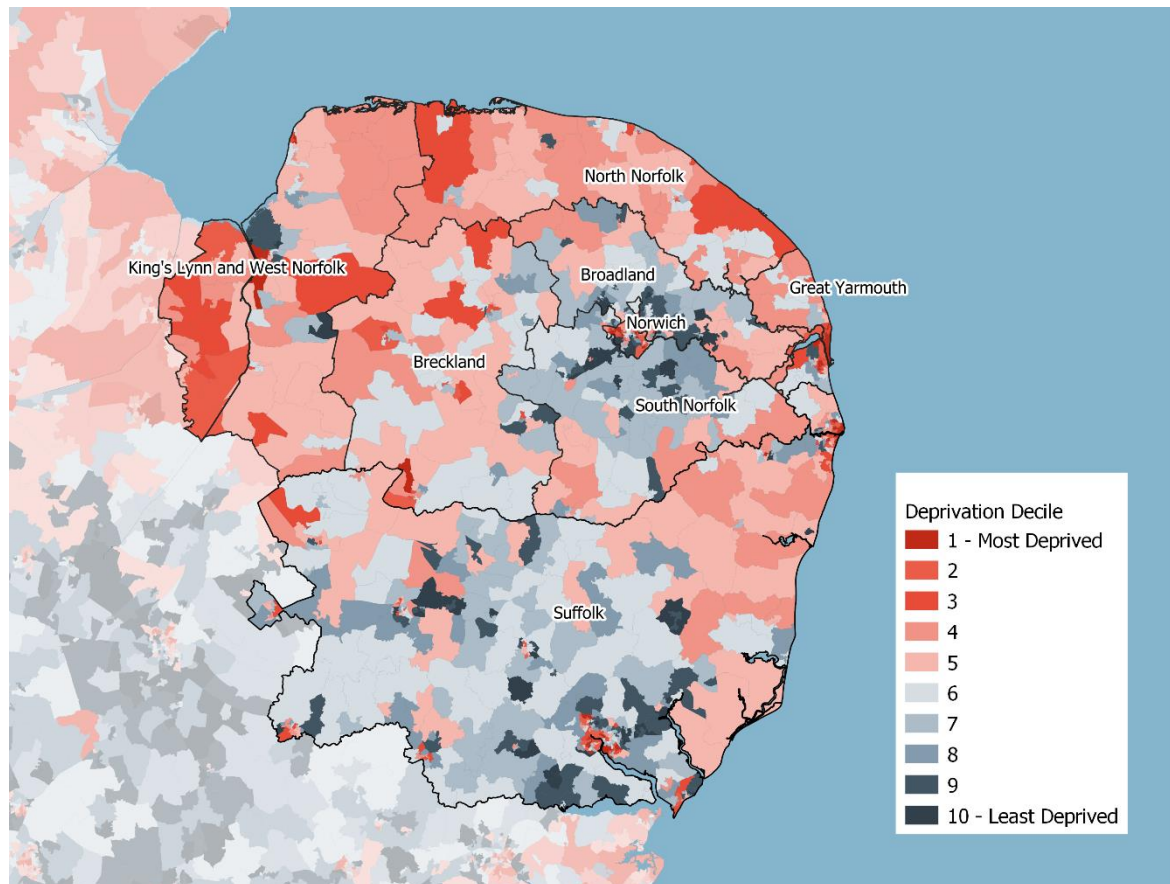 North Norfolk
King's Lynn and West Norfolk
Broadland
Great Yarmouth
Norwich
Breckland
South Norfolk
Suffolk
Deprivation Decile
1 - Most Deprived
2
3
4
5
6
7
8
9
10 - Least Deprived